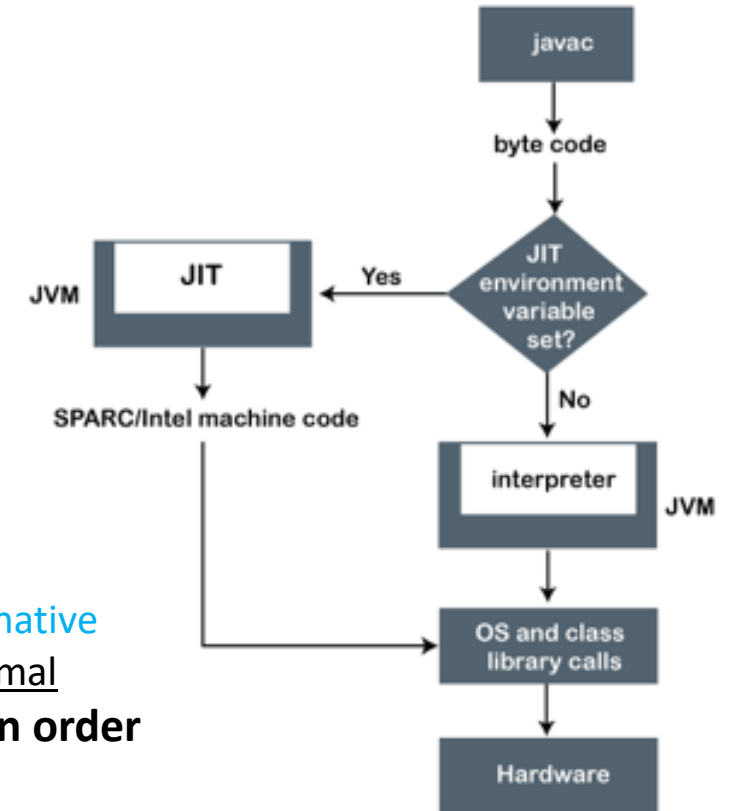 javac
byte code
JIT
environment
variable
set?
Yes
JIT
JVM
SPARC/Intel machine code
No
interpreter
JVM
native
mal
n order
OS and class
library calls
Hardware